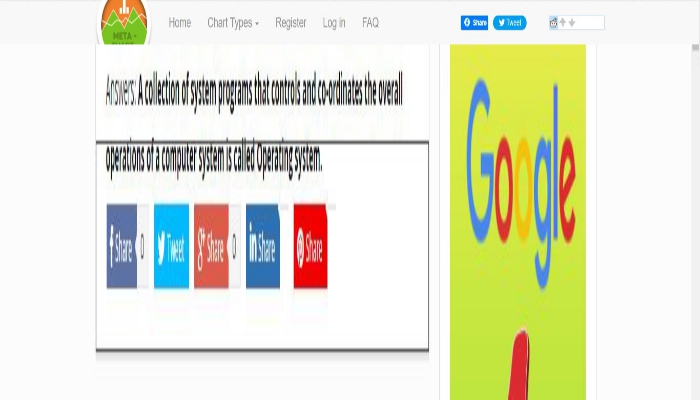 META -
Home Chart Types Register Log in FAQ Share Tweet
Answers: A collection of system programs that controls and co-ordinates the overall
operations of a computer system is called Operating system.
Share 0 Tweet Share 0 Share Share
Google